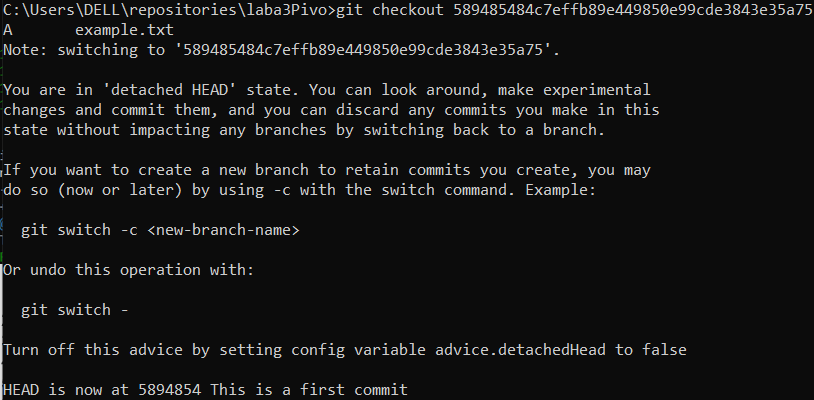 C:\Users\DELL\repositories\laba3Pivo>git checkout 589485484c7effb89e449850e99cde3843e35a75
A       example.txt
Note: switching to '589485484c7effb89e449850e99cde3843e35a75'.
You are in 'detached HEAD' state. You can look around, make experimental
changes and commit them, and you can discard any commits you make in this
state without impacting any branches by switching back to a branch.
If you want to create a new branch to retain commits you create, you may
do so (now or later) by using -c with the switch command. Example:
  git switch -c <new-branch-name>
Or undo this operation with:
  git switch -
Turn off this advice by setting config variable advice.detachedHead to false
HEAD is now at 5894854 This is a first commit